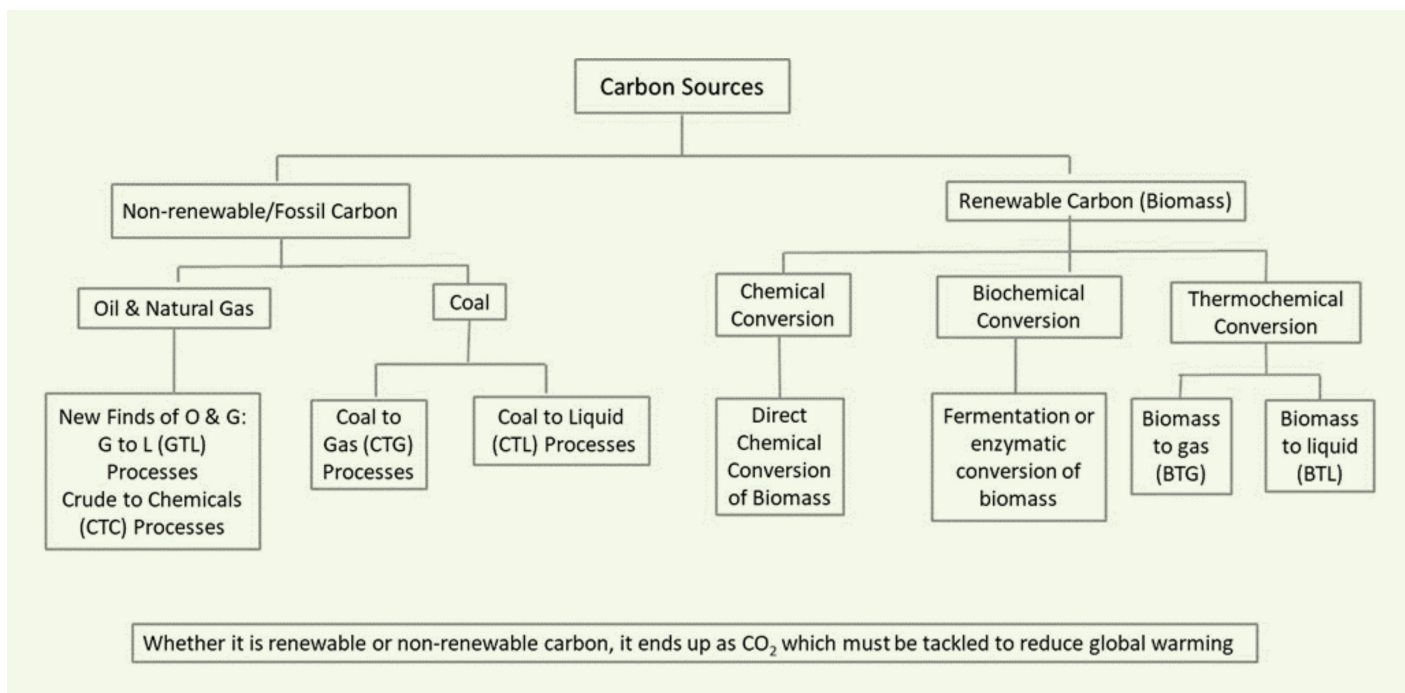 Carbon Sources
Non-renewable/Fossil Carbon
Renewable Carbon (Biomass)
Oil & Natural Gas
Coal
Chemical
Conversion
Biochemical
Conversion
Thermochemical
Conversion
New Finds of O & G:
G to L (GTL)
Processes
Crude to Chemicals
(CTC) Processes
Coal to
Gas (CTG)
Processes
Coal to Liquid
(CTL) Processes
Direct
Chemical
Conversion
of Biomass
Fermentation or
enzymatic
conversion of
biomass
Biomass
to gas
(BTG)
Biomass
to liquid
(BTL)
Whether it is renewable or non-renewable carbon, it ends up as CO₂ which must be tackled to reduce global warming